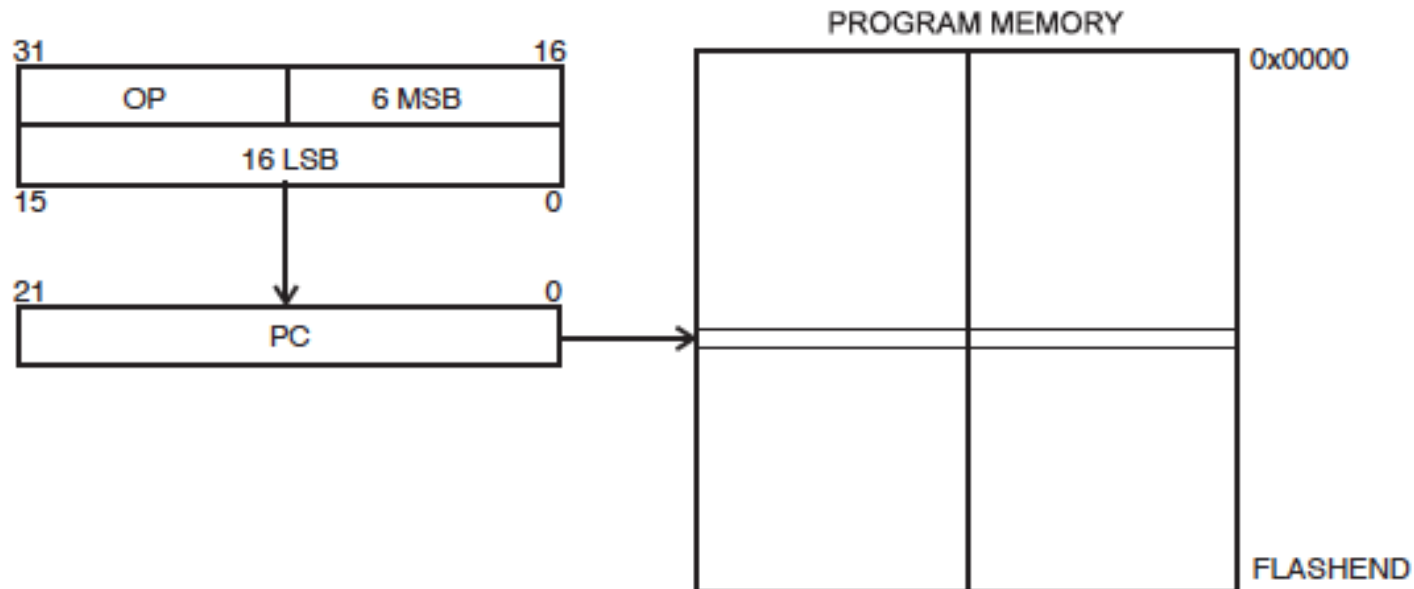 PROGRAM MEMORY
31 16
0x0000
OP 6 MSB
16 LSB
15 0
21 0
PC
FLASHEND